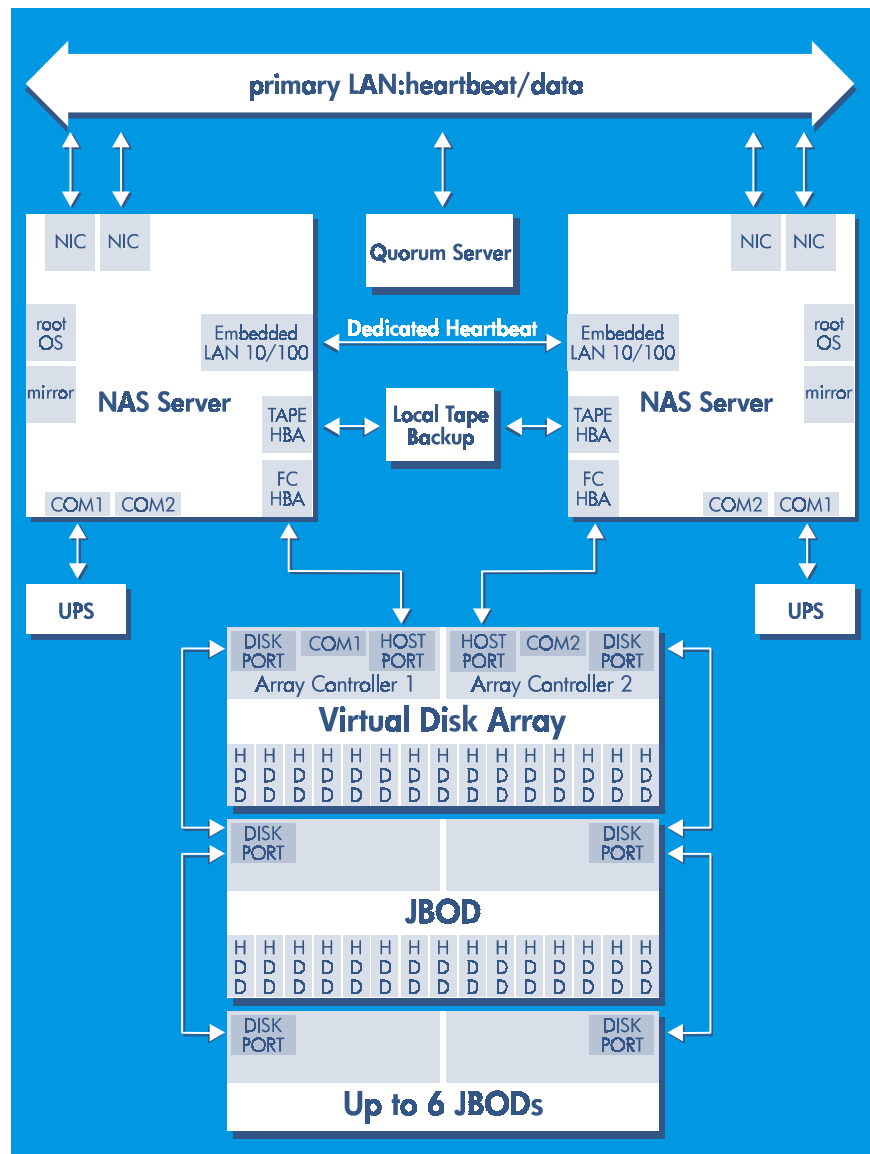 primary LAN:heartbeat/data
NIC
NIC
root
OS
mirror
Embedded
LAN 10/100
NAS Server
TAPE
HBA
FC
HBA
COM1
COM2
Quorum Server
Dedicated Heartbeat
Local Tape
Backup
NIC
NIC
root
OS
mirror
Embedded
LAN 10/100
NAS Server
TAPE
HBA
FC
HBA
COM2
COM1
UPS
UPS
DISK
PORT
COM1
HOST
PORT
Array Controller 1
HOST
PORT
COM2
DISK
PORT
Array Controller 2
Virtual Disk Array
H H H H H H H H H H H H H H H
D D D D D D D D D D D D D D D
D D D D D D D D D D D D D D D
DISK
PORT
DISK
PORT
JBOD
H H H H H H H H H H H H H H H
D D D D D D D D D D D D D D D
D D D D D D D D D D D D D D D
DISK
PORT
DISK
PORT
Up to 6 JBODs